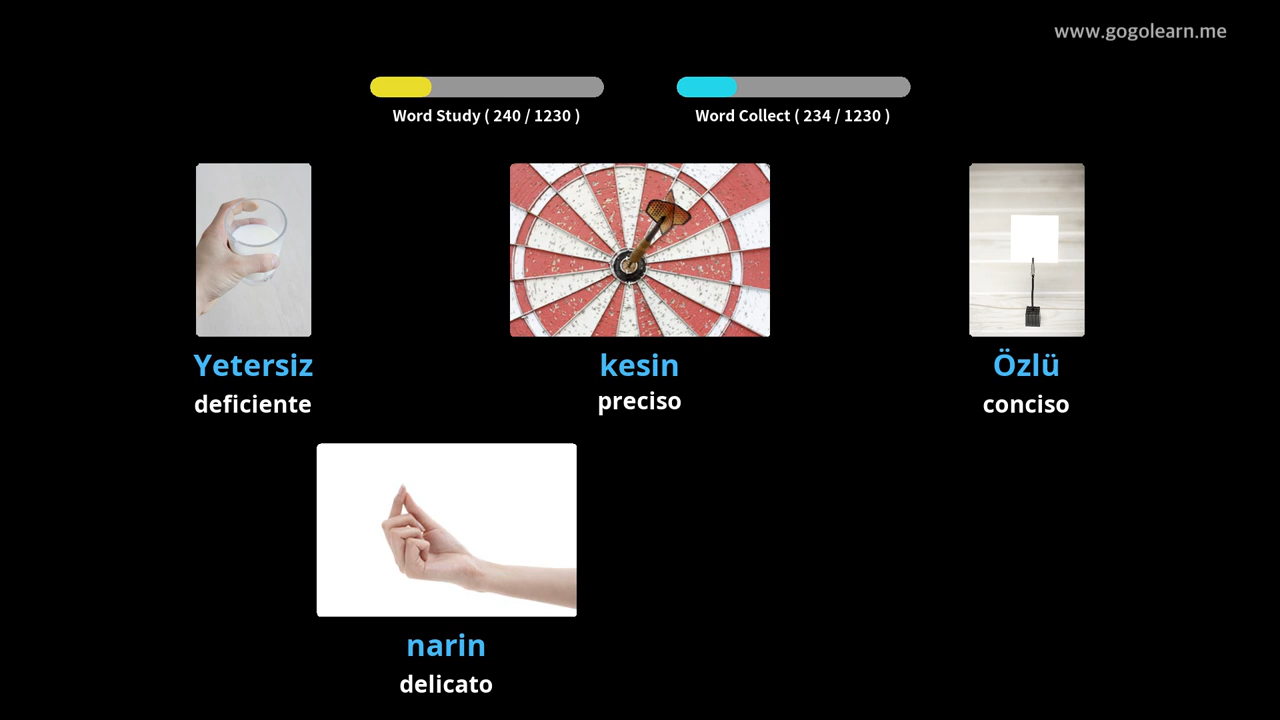 www.gogolearn.me
Word Study ( 240 / 1230 )
Word Collect ( 234 / 1230 )
Yetersiz
deficiente
kesin
preciso
Özlü
conciso
narin
delicato